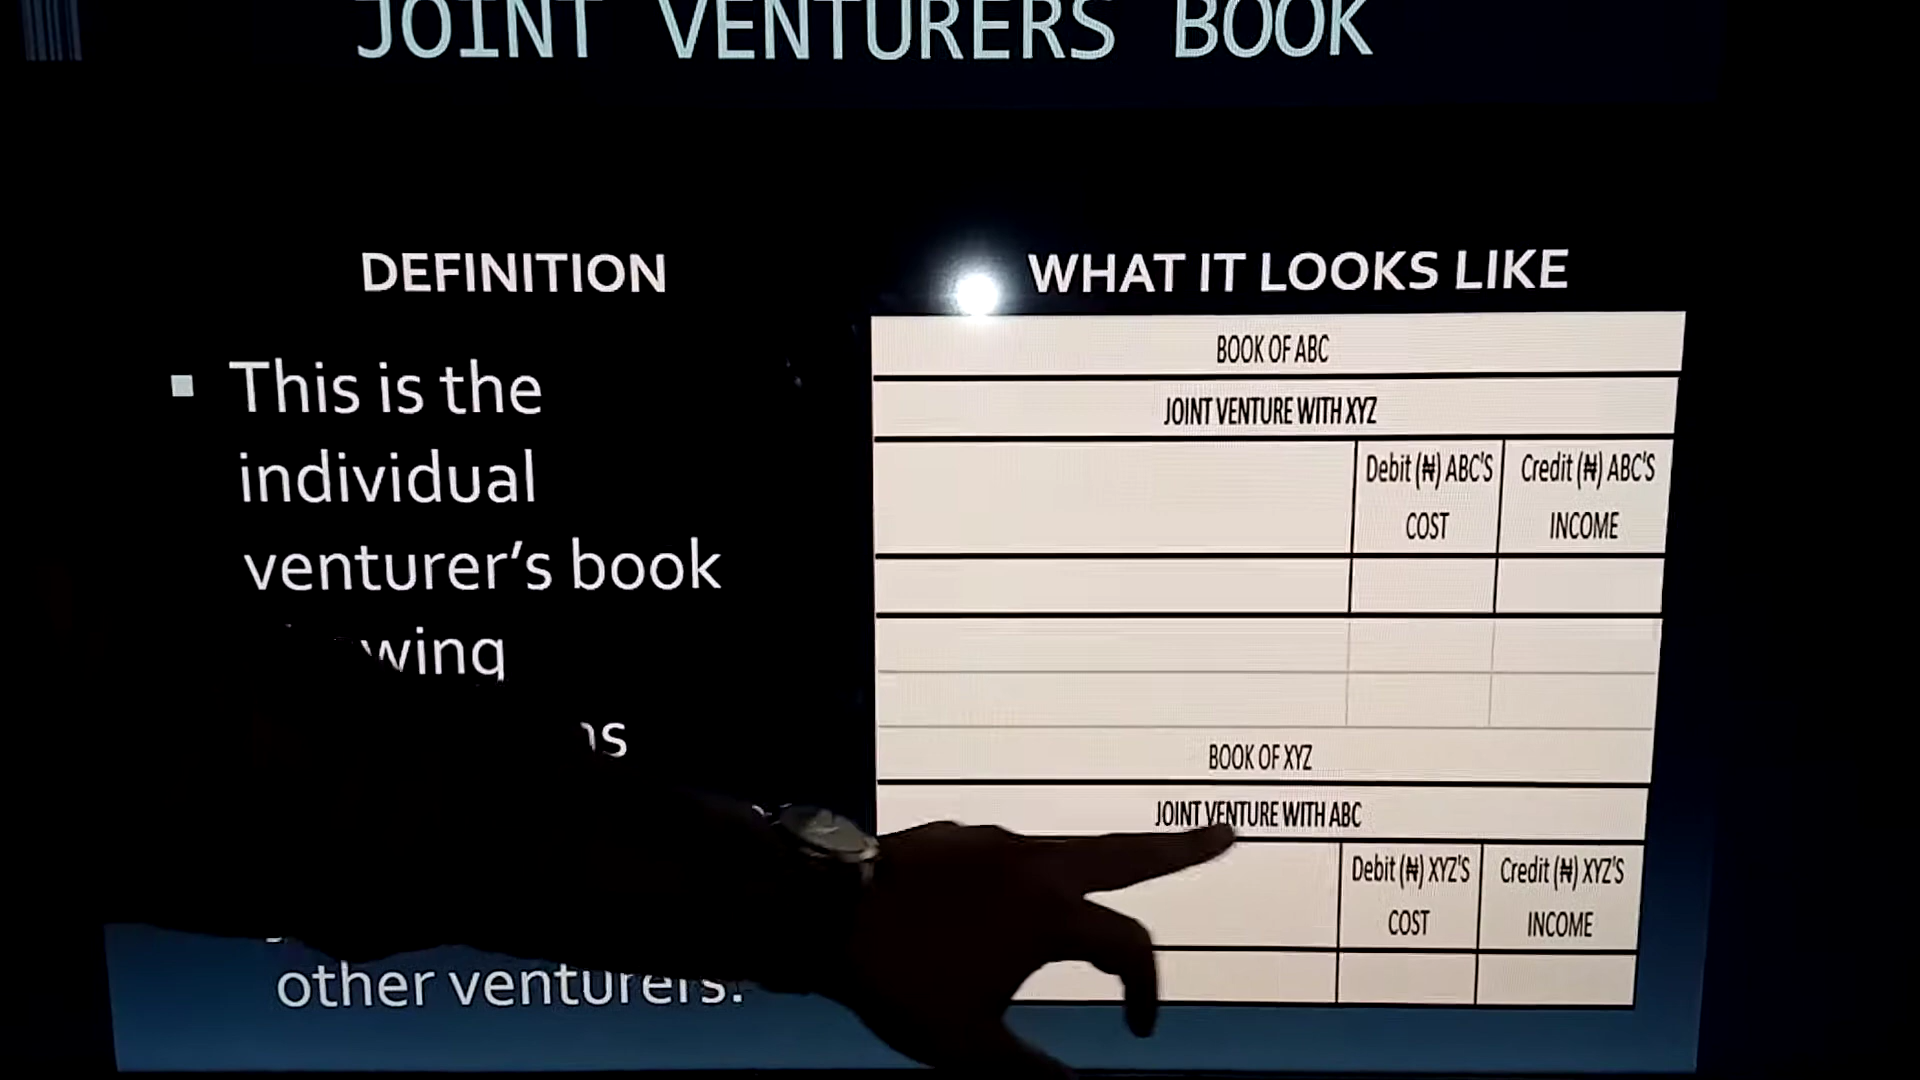 JOINT VENTURERS BOOK
DEFINITION
▪ This is the
individual
venturer's book
other venturers.
WHAT IT LOOKS LIKE
BOOK OF ABC
JOINT VENTURE WITH XYZ
Debit (₦) ABC'S
COST
Credit (₦) ABC'S
INCOME
BOOK OF XYZ
JOINT VENTURE WITH ABC
Debit (₦) XYZ'S
COST
Credit (₦) XYZ'S
INCOME